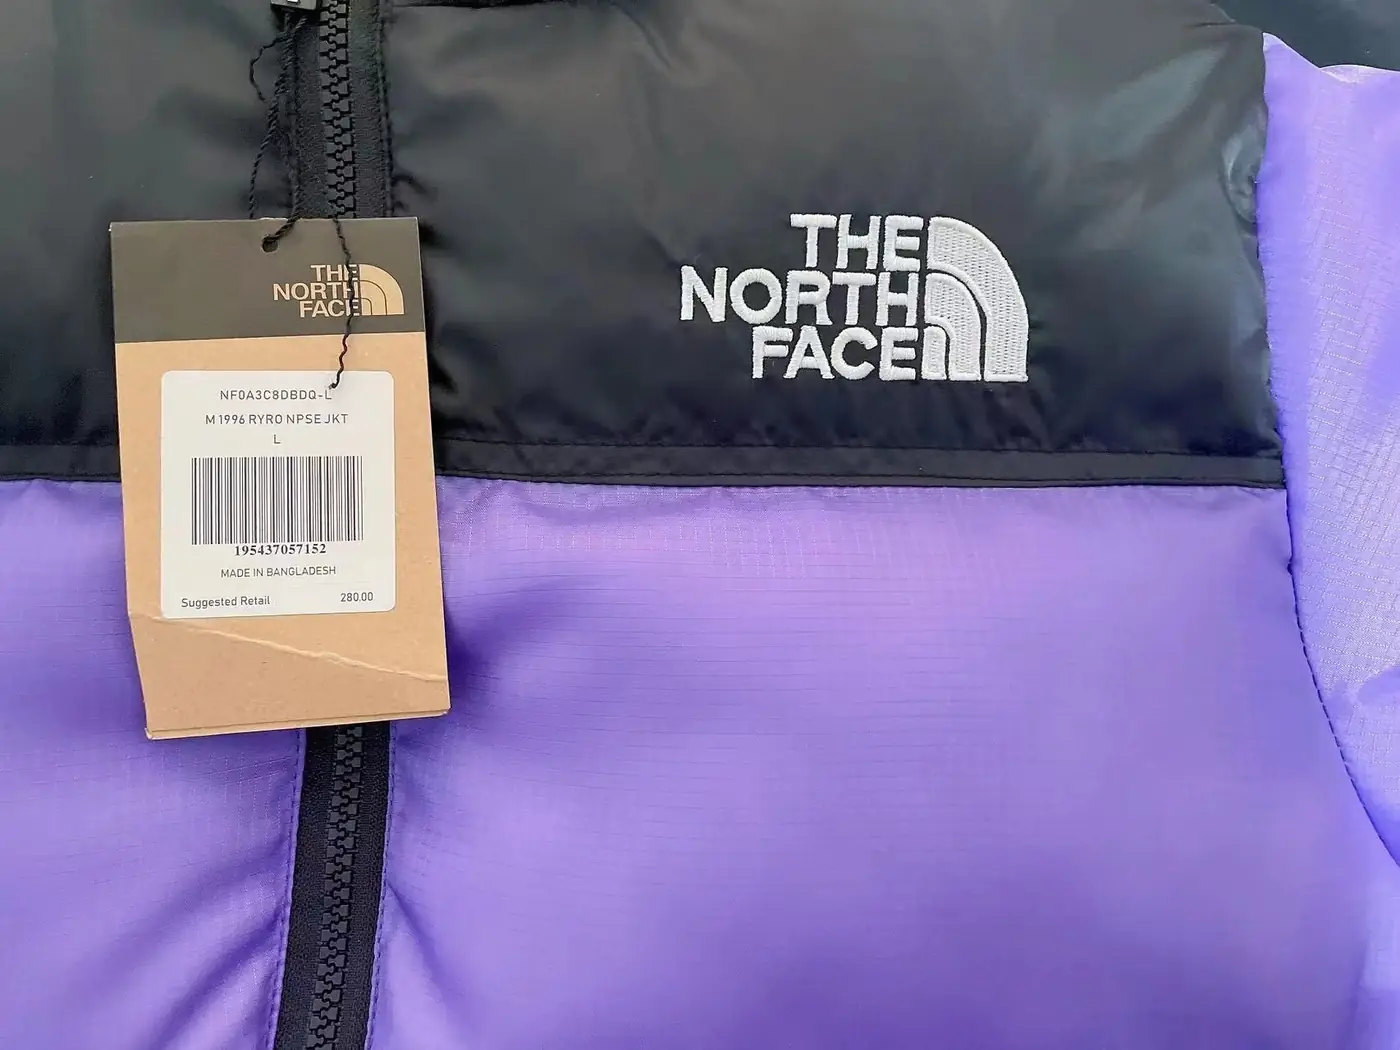 THE
NORTH
FACE
NF0A3C8DBDQ-L
M 1996 RYRO NPSE JKT
L
195437057152
MADE IN BANGLADESH
Suggested Retail 280.00
THE
NORTH
FACE